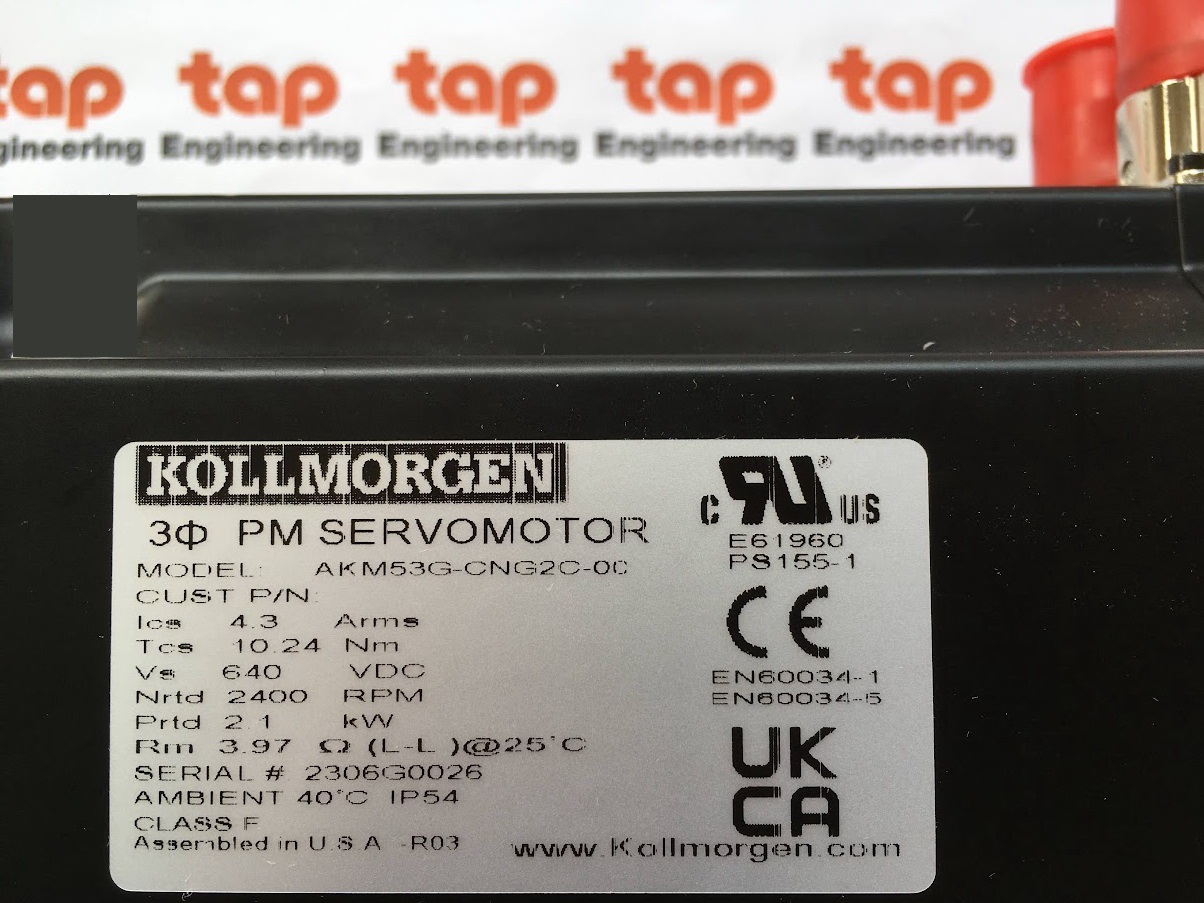 tap tap tap tap tap
gineering Engineering Engineering Engineering Engineering
KOLLMORGEN
3Φ PM SERVOMOTOR
MODEL: AKM53G-CNG2C-00
CUST P/N:
Ics 4.3 Arms
Tcs 10.24 Nm
Vs 640 VDC
Nrtd 2400 RPM
Prtd 2.1 kW
Rm 3.97 Ω (L-L )@25°C
SERIAL # 2306G0026
AMBIENT 40°C IP54
CLASS F
Assembled in U.S.A -R03
c RU ® US
E61960
PS155-1
CE
EN60034-1
EN60034-5
UK
CA
www.Kollmorgen.com